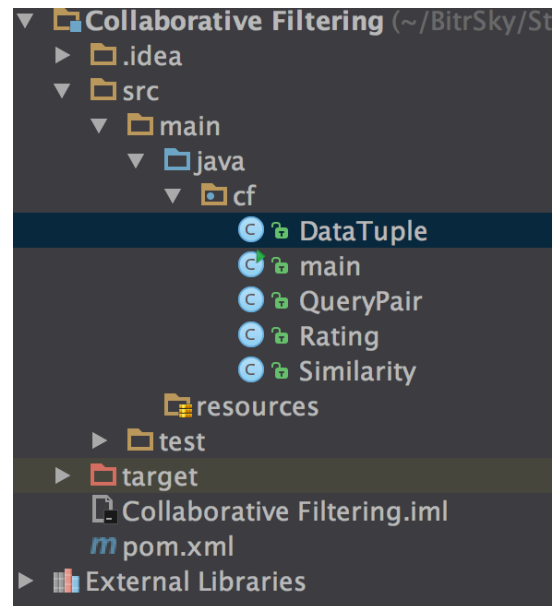 Collaborative Filtering (~/BitrSky/St
.idea
src
main
java
cf
DataTuple
main
QueryPair
Rating
Similarity
resources
test
target
Collaborative Filtering.iml
pom.xml
External Libraries